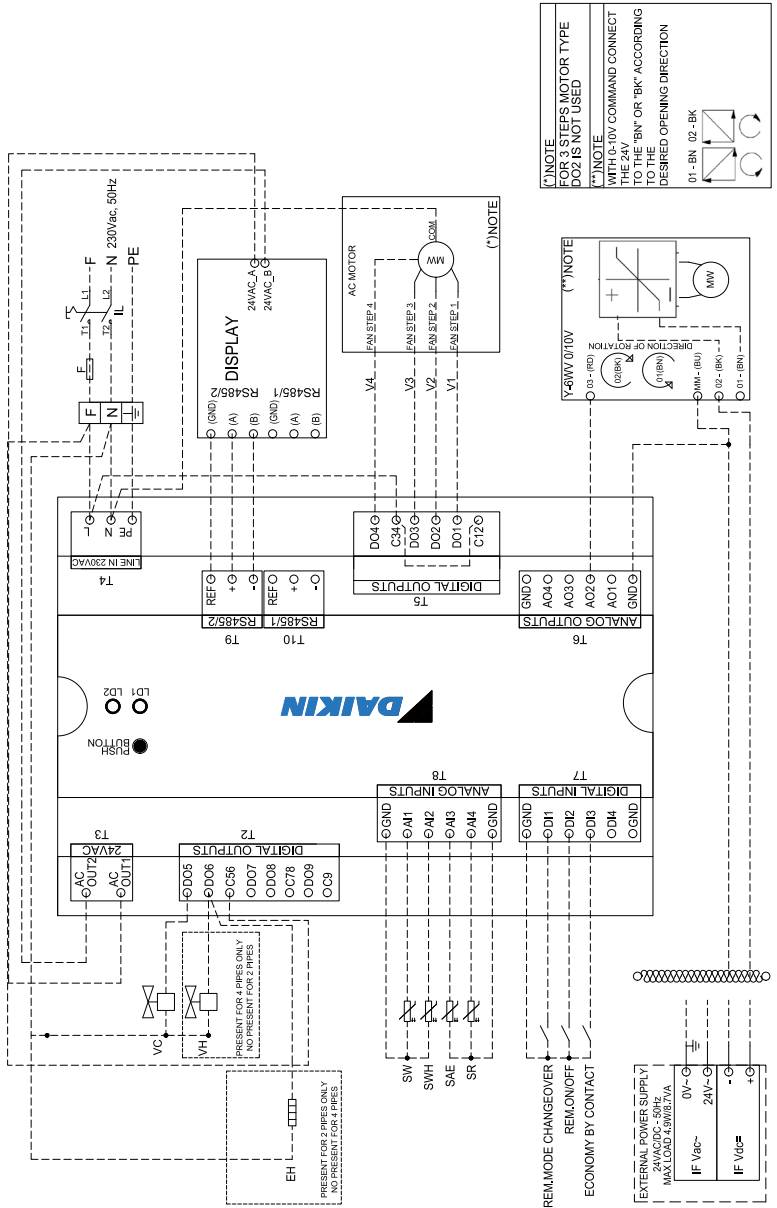 (*)NOTE
FOR 3 STEPS MOTOR TYPE
DO2 IS NOT USED
(**)NOTE
WITH 0-10V COMMAND CONNECT
THE 24V
TO THE "BN" OR "BK" ACCORDING
TO THE
DESIRED OPENING DIRECTION
01 - BN 02 - BK
F
N 230Vac, 50Hz
PE
L1
L2
T1
T2
IL
F
F
N
24VAC_A
24VAC_B
DISPLAY
RS485/2
RS485/1
(GND)
(A)
(B)
(GND)
(A)
(B)
AC MOTOR
(*)NOTE
COM
MW
FAN STEP 4
FAN STEP 3
FAN STEP 2
FAN STEP 1
V4
V3
V2
V1
Y-6WV 0/10V
(**)NOTE
+
-
MW
DIRECTION OF ROTATION
02(BK)
01(BN)
03 - (RD)
MM - (BU)
02 - (BK)
01 - (BN)
L
N
PE
LINE IN 230VAC
T4
REF
+
-
RS485/2
T9
REF
+
-
RS485/1
T10
DO4
C34
DO3
DO2
DO1
C12
DIGITAL OUTPUTS
T5
GND
AO4
AO3
AO2
AO1
GND
ANALOG OUTPUTS
T6
LD2
LD1
PUSH
BUTTON
DAIKIN
T3
24VAC
AC
OUT2
AC
OUT1
T2
DIGITAL OUTPUTS
DO5
DO6
C56
DO7
DO8
C78
DO9
C9
T8
ANALOG INPUTS
GND
AI1
AI2
AI3
AI4
GND
T7
DIGITAL INPUTS
GND
DI1
DI2
DI3
DI4
GND
VC
VH
PRESENT FOR 4 PIPES ONLY
NO PRESENT FOR 2 PIPES
EH
PRESENT FOR 2 PIPES ONLY
NO PRESENT FOR 4 PIPES
SW
SWH
SAE
SR
REM.MODE CHANGEOVER
REM.ON/OFF
ECONOMY BY CONTACT
EXTERNAL POWER SUPPLY
24VAC/DC - 50Hz
MAX LOAD 4.9W/8.7VA
IF Vac~
0V~
24V~
IF Vdc=
-
+